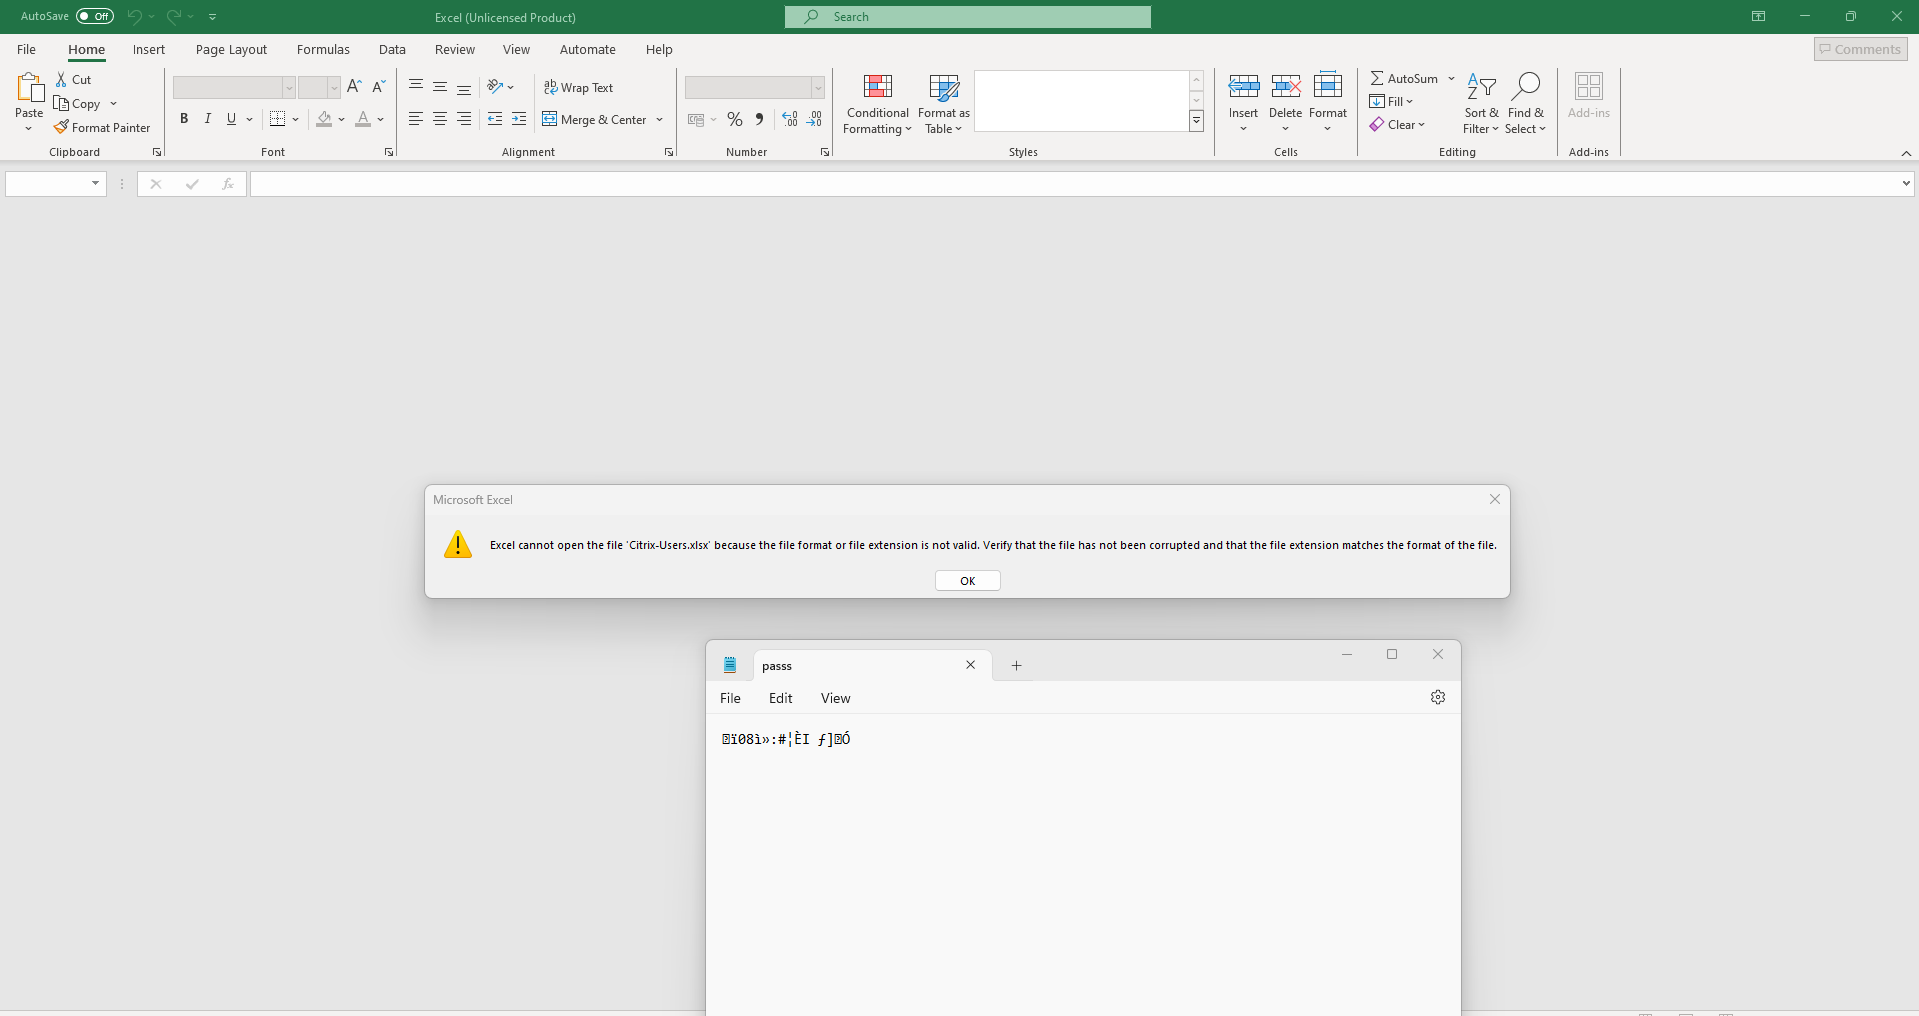 AutoSave Off Excel (Unlicensed Product) Search
File Home Insert Page Layout Formulas Data Review View Automate Help Comments
Paste
Cut
Copy
Format Painter
Clipboard
B I U
Font
Wrap Text
Merge & Center
Alignment
Number
Conditional Formatting
Format as Table
Styles
Insert
Delete
Format
Cells
AutoSum
Fill
Clear
Sort & Filter
Find & Select
Editing
Add-ins
Add-ins
fx
Microsoft Excel
Excel cannot open the file 'Citrix-Users.xlsx' because the file format or file extension is not valid. Verify that the file has not been corrupted and that the file extension matches the format of the file.
OK
passs
File Edit View
ï08ì»:#¦ÈI ƒ]Ó